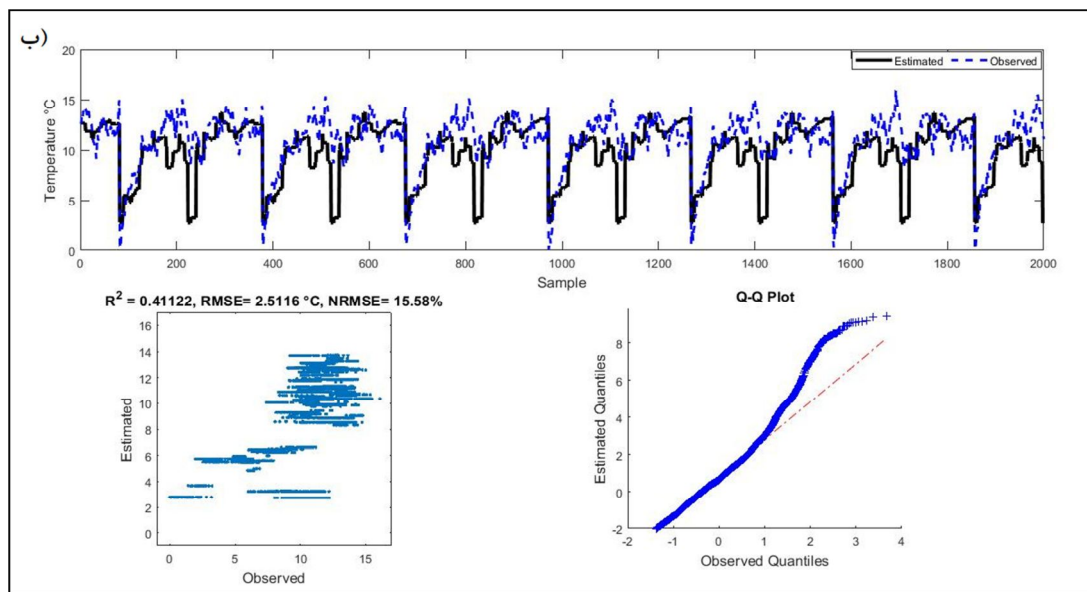 ب)
20
15
10
5
0
Temperature °C
Estimated
Observed
0 200 400 600 800 1000 1200 1400 1600 1800 2000
Sample
R² = 0.41122, RMSE= 2.5116 °C, NRMSE= 15.58%
16
14
12
10
8
6
4
2
0
Estimated
0 5 10 15
Observed
Q-Q Plot
8
6
4
2
0
-2
Estimated Quantiles
-2 -1 0 1 2 3 4
Observed Quantiles